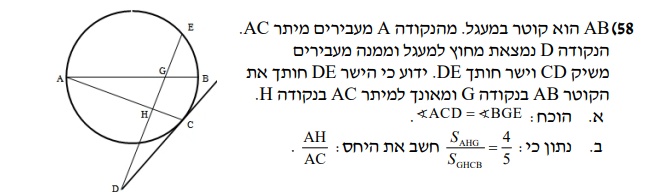 58) AB הוא קוטר במעגל. מהנקודה A מעבירים מיתר AC.
הנקודה D נמצאת מחוץ למעגל וממנה מעבירים
משיק CD וישר חותך DE. ידוע כי הישר DE חותך את
הקוטר AB בנקודה G ומאונך למיתר AC בנקודה H.
א. הוכח: ∢ACD = ∢BGE.
ב. נתון כי: S_AHG / S_GHCB = 4/5 חשב את היחס: AH/AC.
E
G
A
B
H
C
D